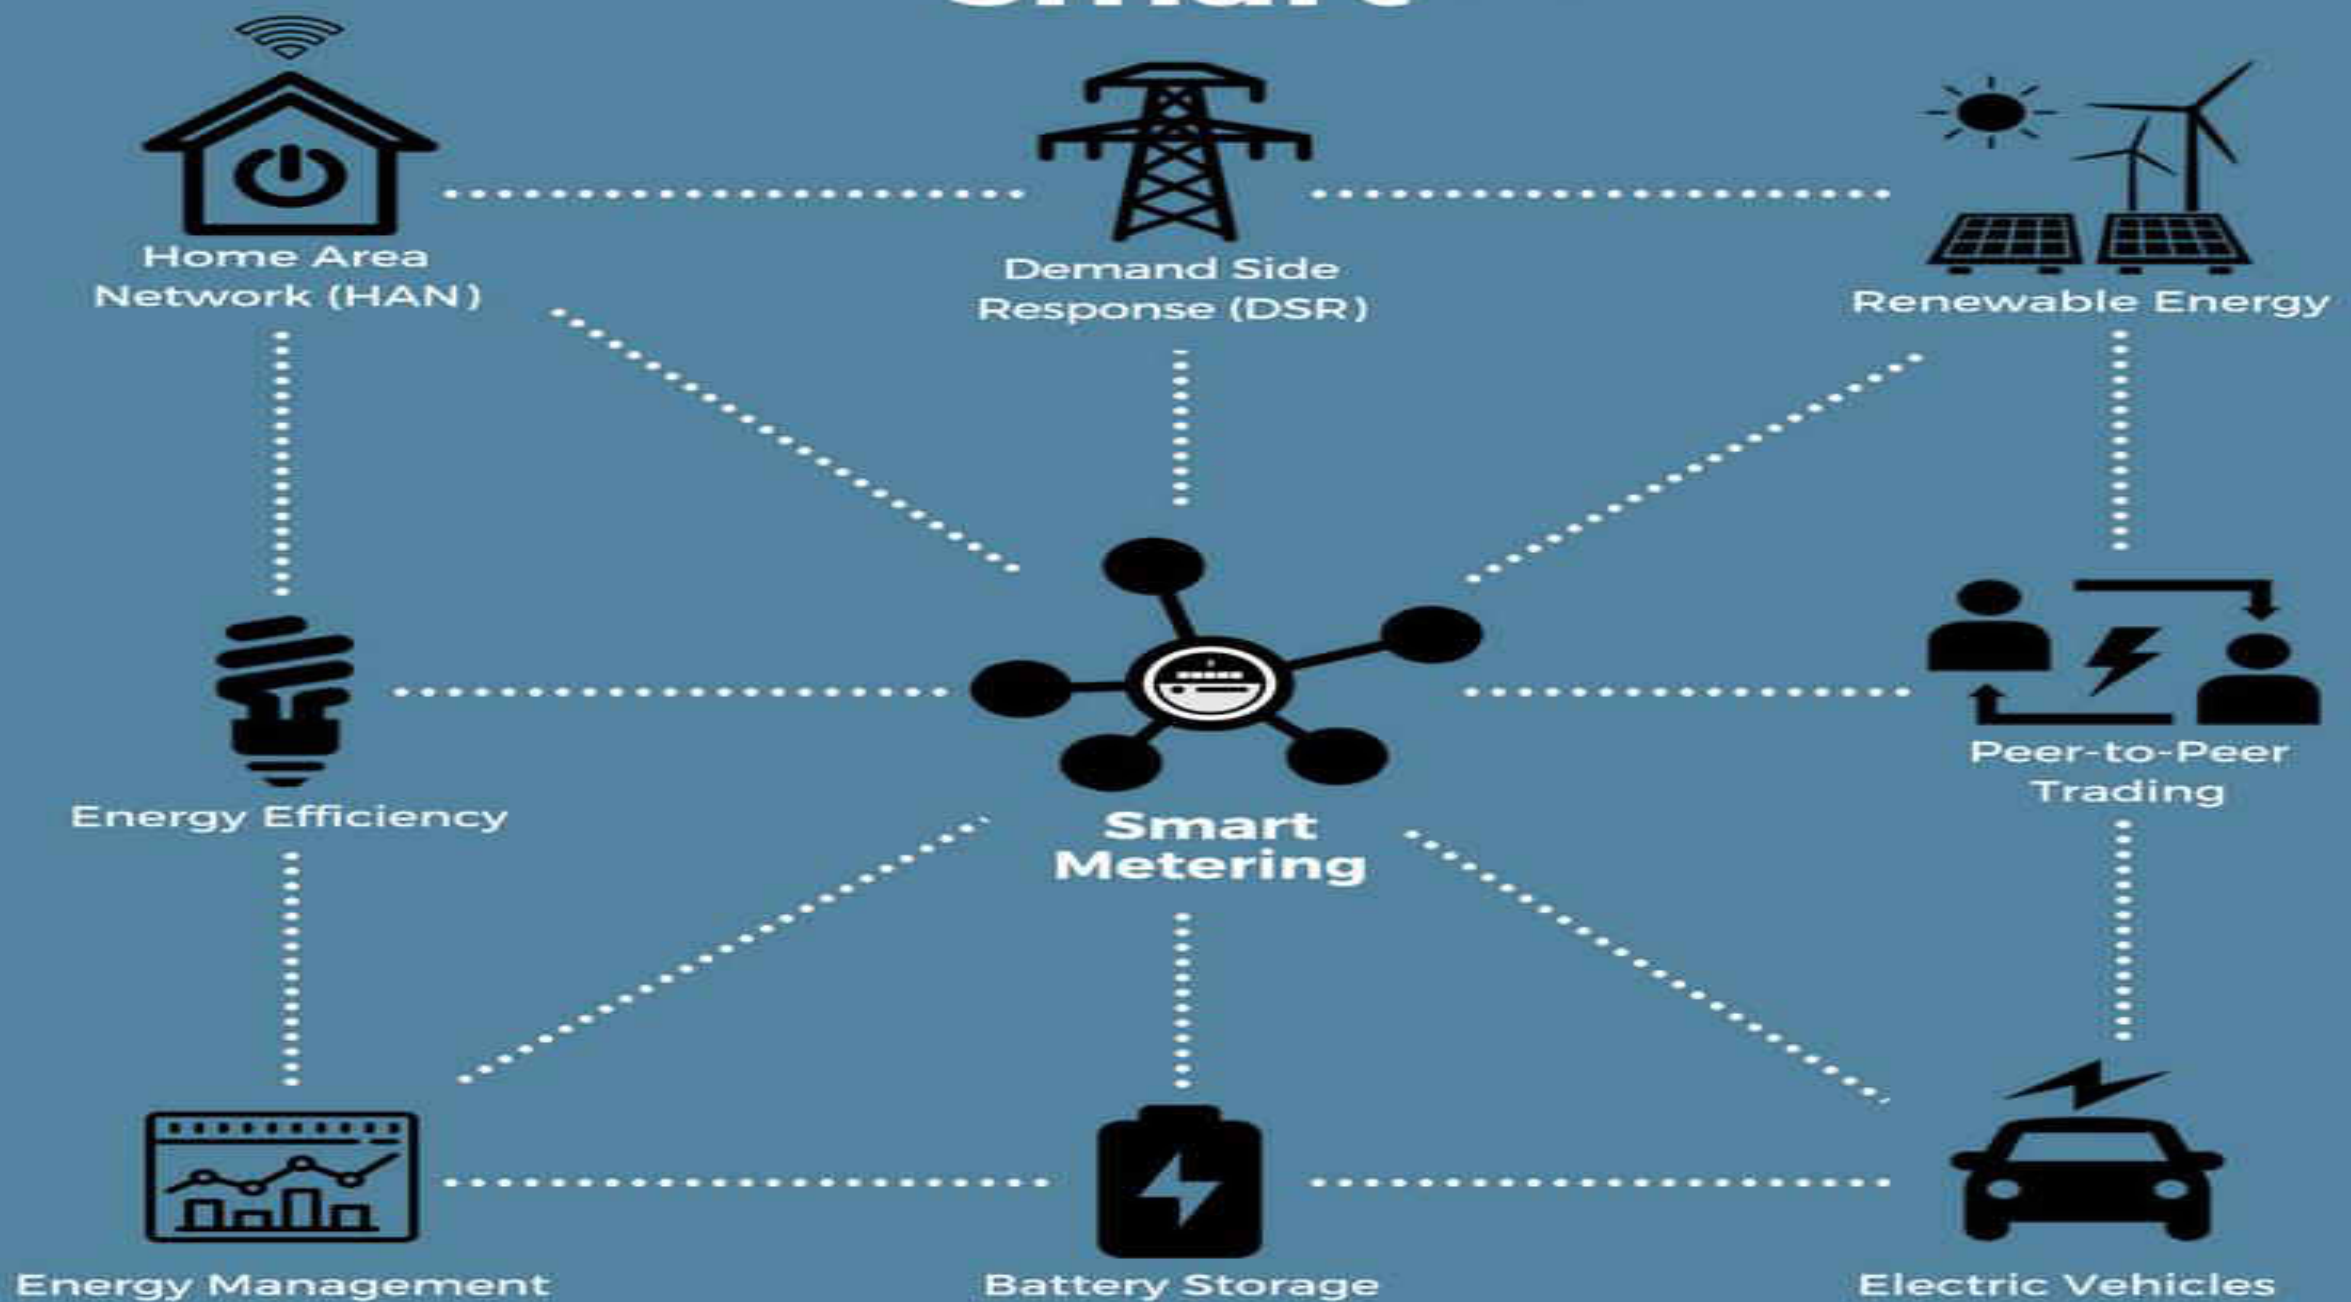 Home Area
Network (HAN)
Demand Side
Response (DSR)
Renewable Energy
Energy Efficiency
Smart
Metering
Peer-to-Peer
Trading
Energy Management
Battery Storage
Electric Vehicles